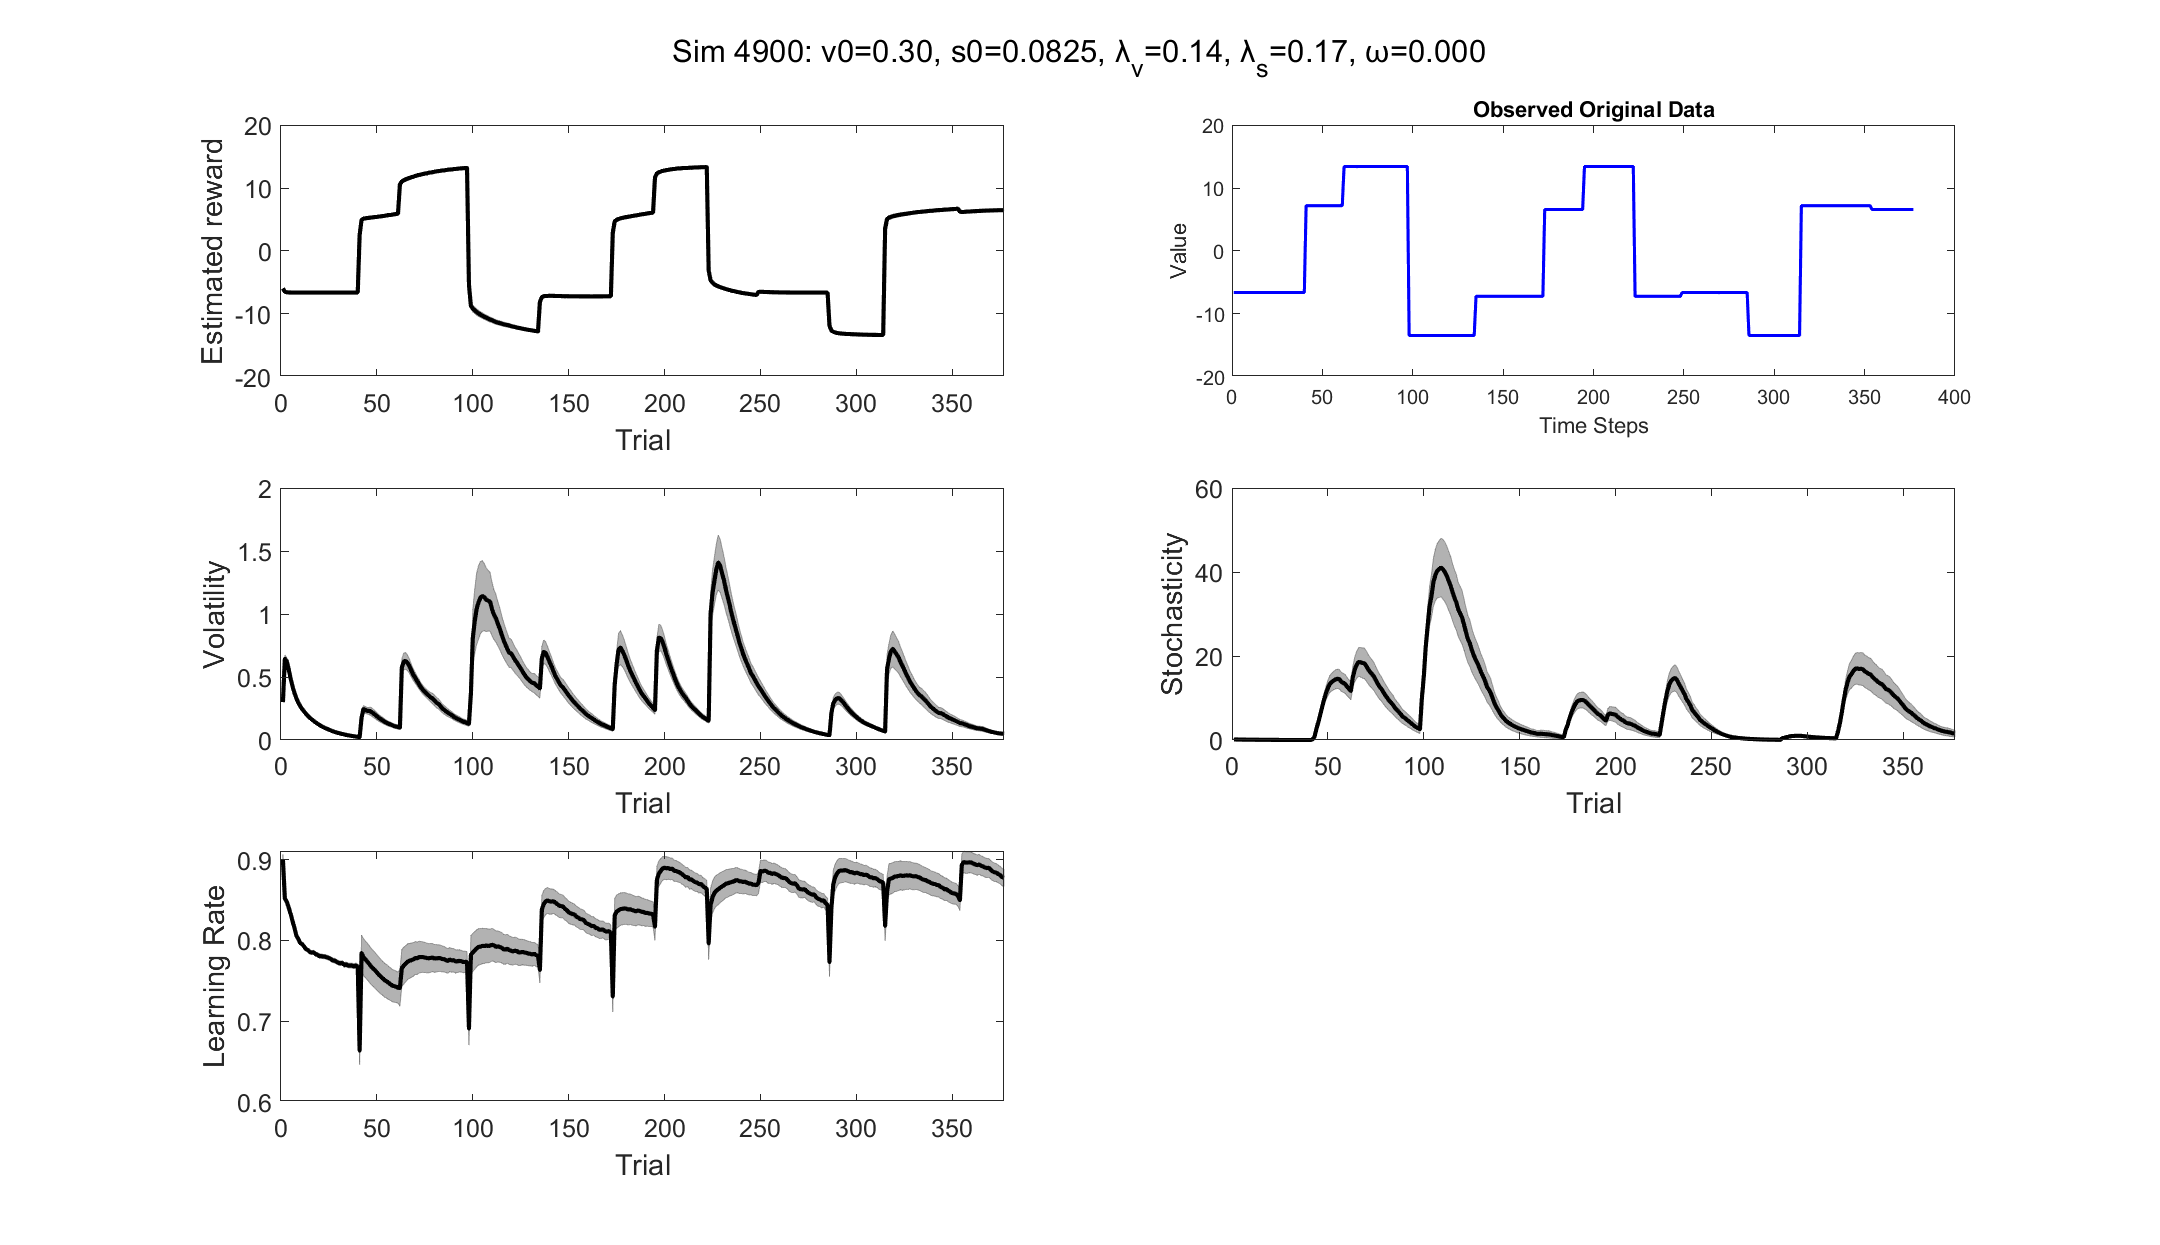 Sim 4900: v0=0.30, s0=0.0825, λ_v=0.14, λ_s=0.17, ω=0.000
Estimated reward
20
10
0
-10
-20
0 50 100 150 200 250 300 350
Trial
Observed Original Data
Value
20
10
0
-10
-20
0 50 100 150 200 250 300 350 400
Time Steps
Volatility
2
1.5
1
0.5
0
0 50 100 150 200 250 300 350
Trial
Stochasticity
60
40
20
0
0 50 100 150 200 250 300 350
Trial
Learning Rate
0.9
0.8
0.7
0.6
0 50 100 150 200 250 300 350
Trial